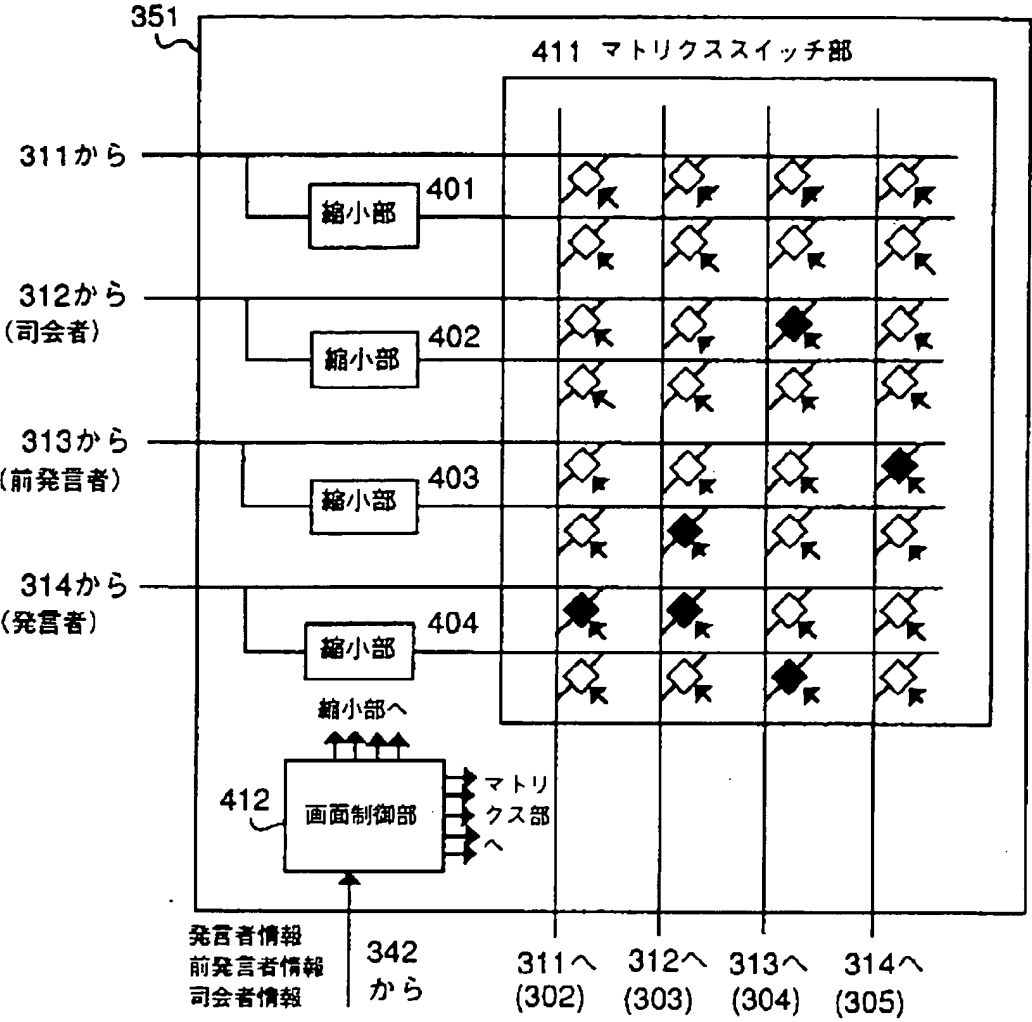 351
411 マトリクススイッチ部
311から
401
縮小部
312から
(司会者)
402
縮小部
313から
(前発言者)
403
縮小部
314から
(発言者)
404
縮小部
縮小部へ
412
画面制御部
マトリ
クス部
へ
発言者情報
前発言者情報
司会者情報
342
から
311へ 312へ 313へ 314へ
(302) (303) (304) (305)